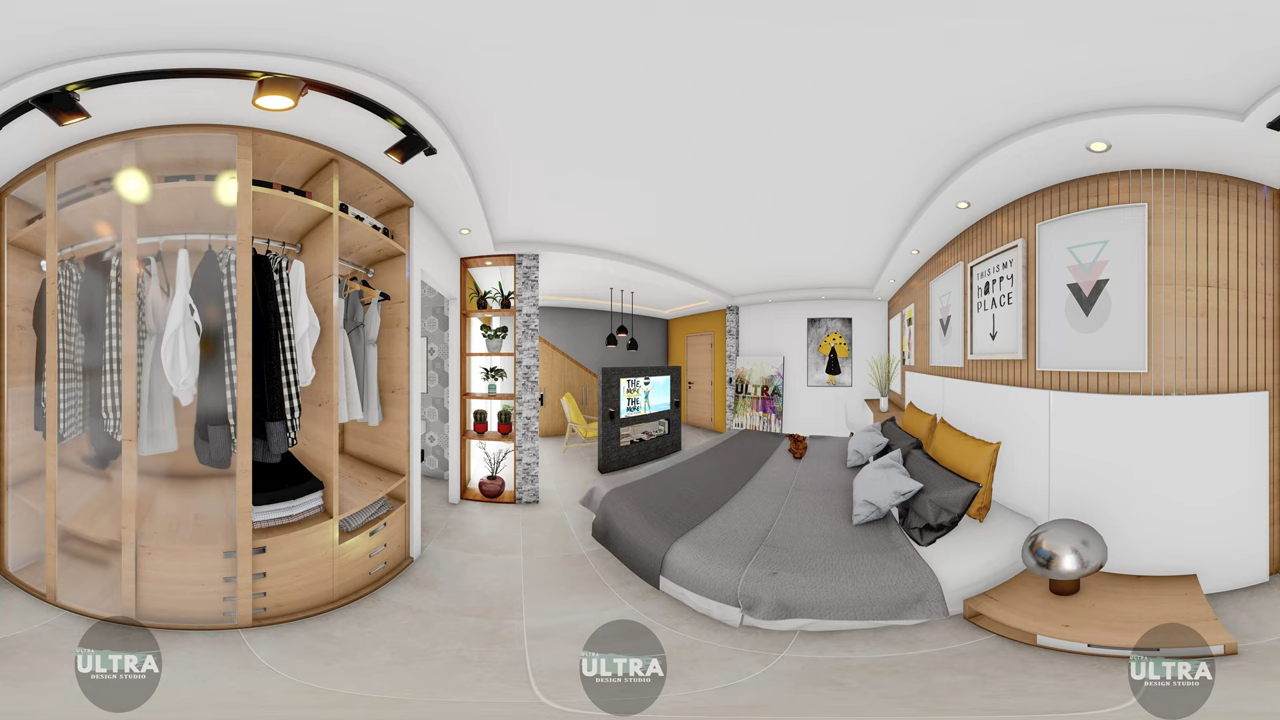 THIS IS MY
happy
PLACE
THE
MORE
THE
MORE
ULTRA
ULTRA
DESIGN STUDIO
ULTRA
DESIGN STUDIO
ULTRA
DESIGN STUDIO